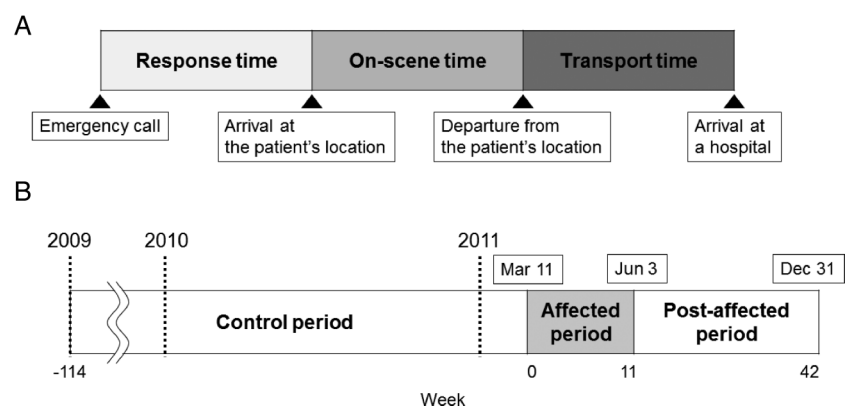 A
Response time On-scene time Transport time
Emergency call
Arrival at
the patient's location
Departure from
the patient's location
Arrival at
a hospital
B
2009 2010 2011
Mar 11 Jun 3 Dec 31
Control period
Affected
period
Post-affected
period
-114 0 11 42
Week